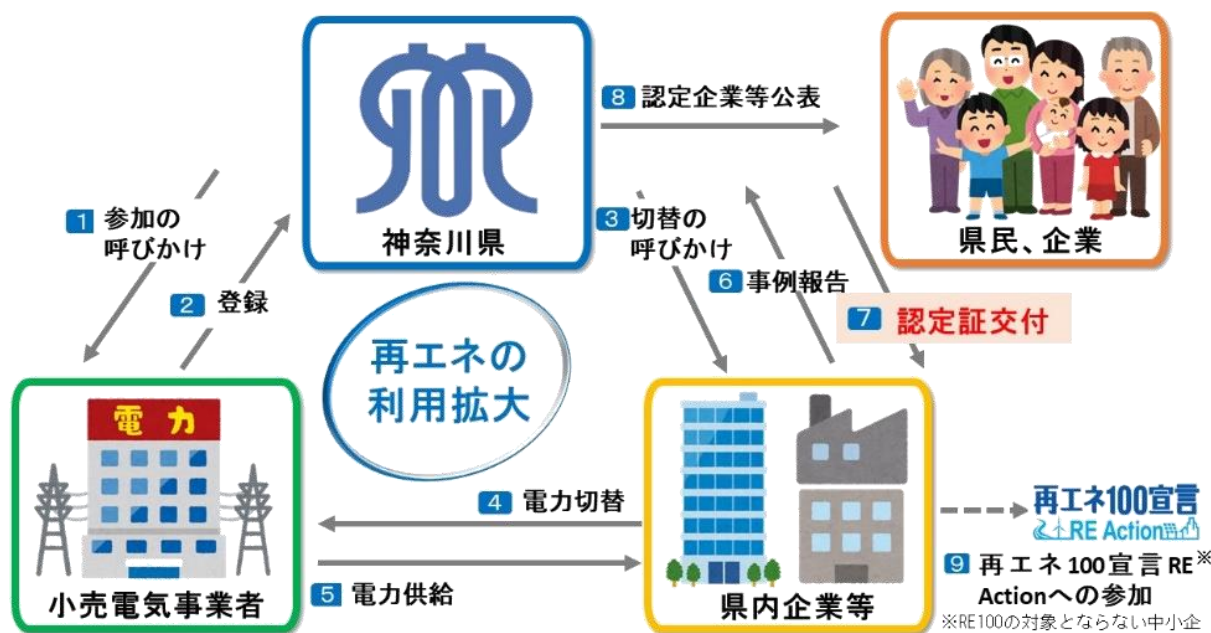 神奈川県
8 認定企業等公表
県民、企業
1 参加の
呼びかけ
2 登録
3 切替の
呼びかけ
6 事例報告
7 認定証交付
再エネの
利用拡大
電力
小売電気事業者
4 電力切替
5 電力供給
県内企業等
再エネ100宣言
RE Action
9 再エネ100宣言RE※
Actionへの参加
※RE100の対象とならない中小企